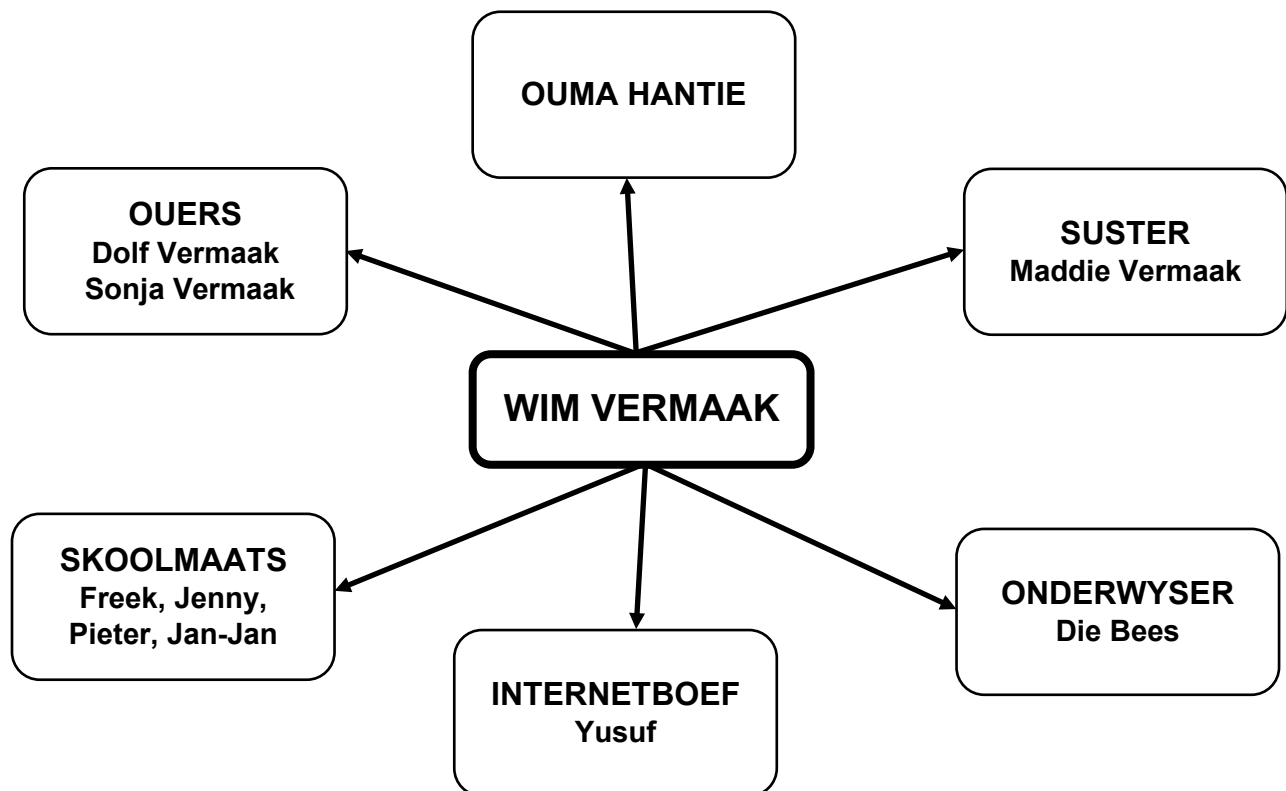 OUMA HANTIE
OUERS
Dolf Vermaak
Sonja Vermaak
SUSTER
Maddie Vermaak
WIM VERMAAK
SKOOLMAATS
Freek, Jenny,
Pieter, Jan-Jan
INTERNETBOEF
Yusuf
ONDERWYSER
Die Bees